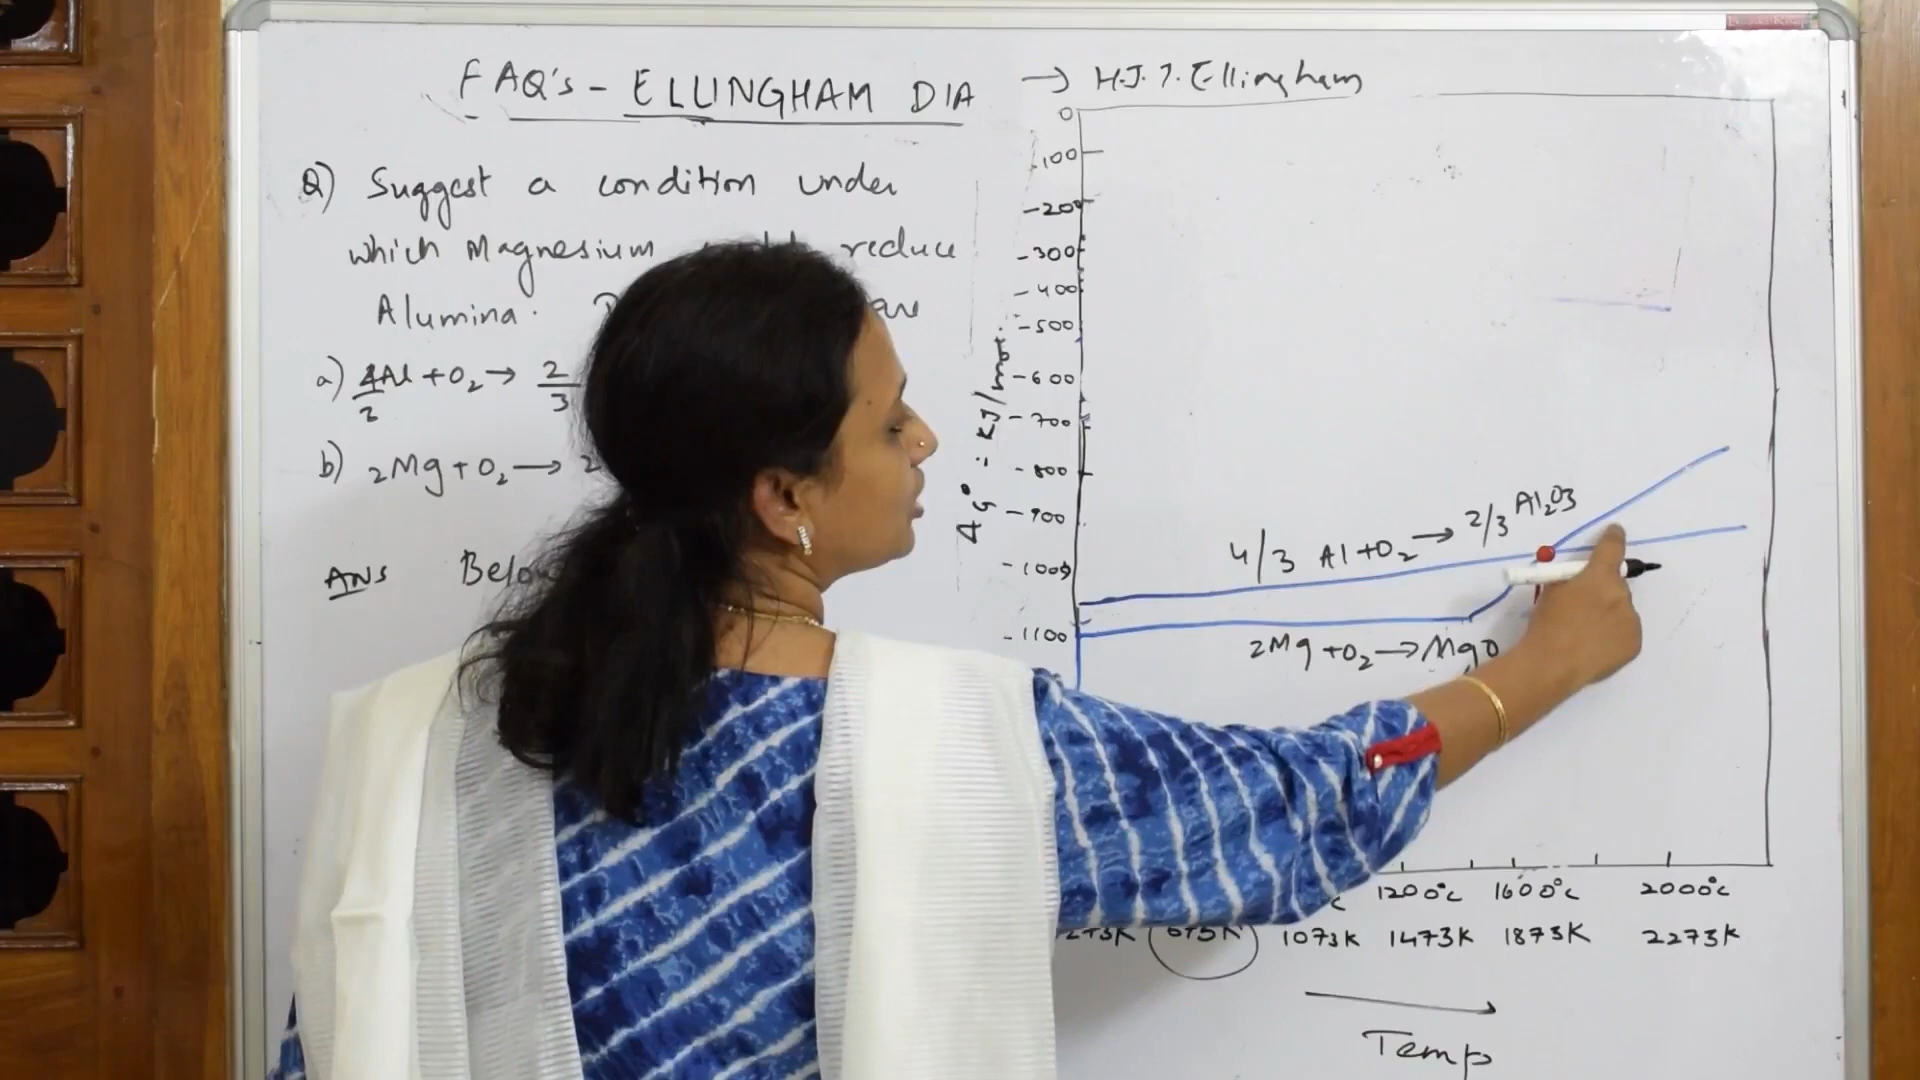 FAQ's - ELLINGHAM DIA → H.J.T. Ellingham
Q) Suggest a condition under
which Magnesium reduce
Alumina.
a) 4Al + O2 → 2
2 3
b) 2Mg + O2 → 2
ANS Below
0
-100
-200
-300
-400
-500
-600
-700
-800
-900
-1000
-1100
ΔG° = KJ/mol.
4/3 Al + O2 → 2/3 Al2O3
2Mg + O2 → MgO
1200°C 1600°C 2000°C
1073K 1473K 1873K 2273K
Temp